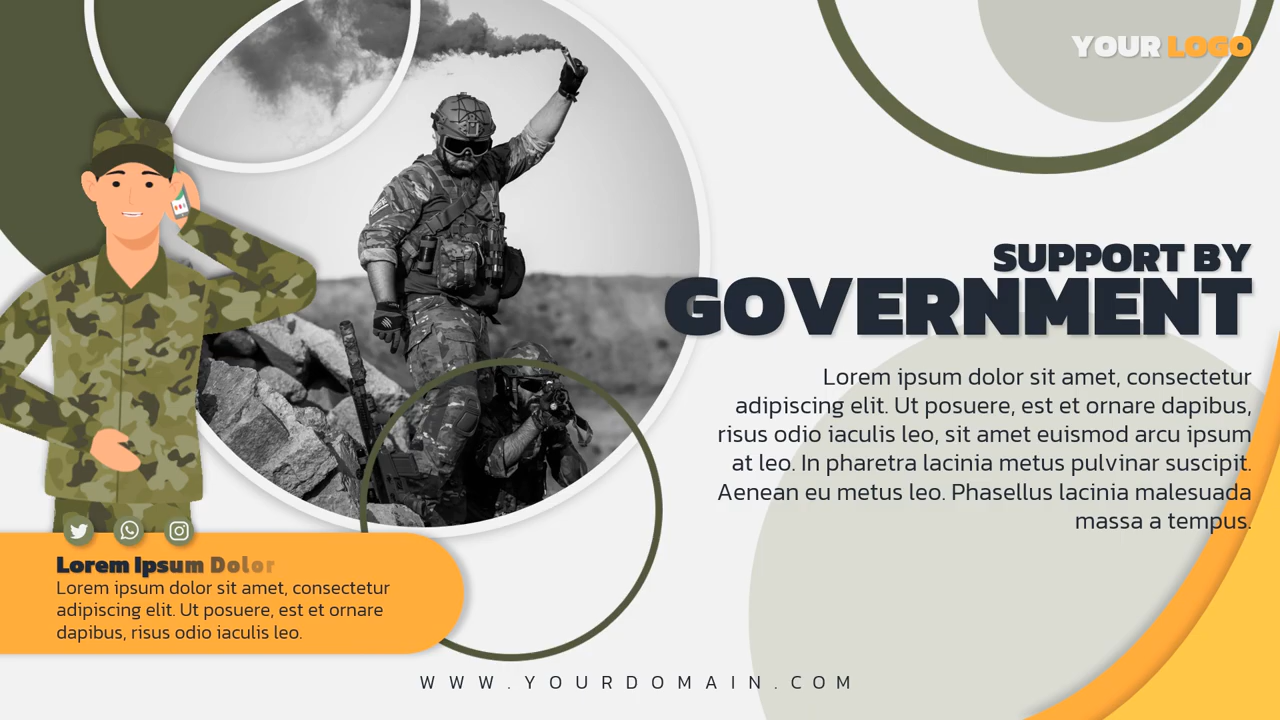 YOUR LOGO
SUPPORT BY
GOVERNMENT
Lorem ipsum dolor sit amet, consectetur
adipiscing elit. Ut posuere, est et ornare dapibus,
risus odio iaculis leo, sit amet euismod arcu ipsum
at leo. In pharetra lacinia metus pulvinar suscipit.
Aenean eu metus leo. Phasellus lacinia malesuada
massa a tempus.
Lorem Ipsum Dolor
Lorem ipsum dolor sit amet, consectetur
adipiscing elit. Ut posuere, est et ornare
dapibus, risus odio iaculis leo.
WWW.YOURDOMAIN.COM